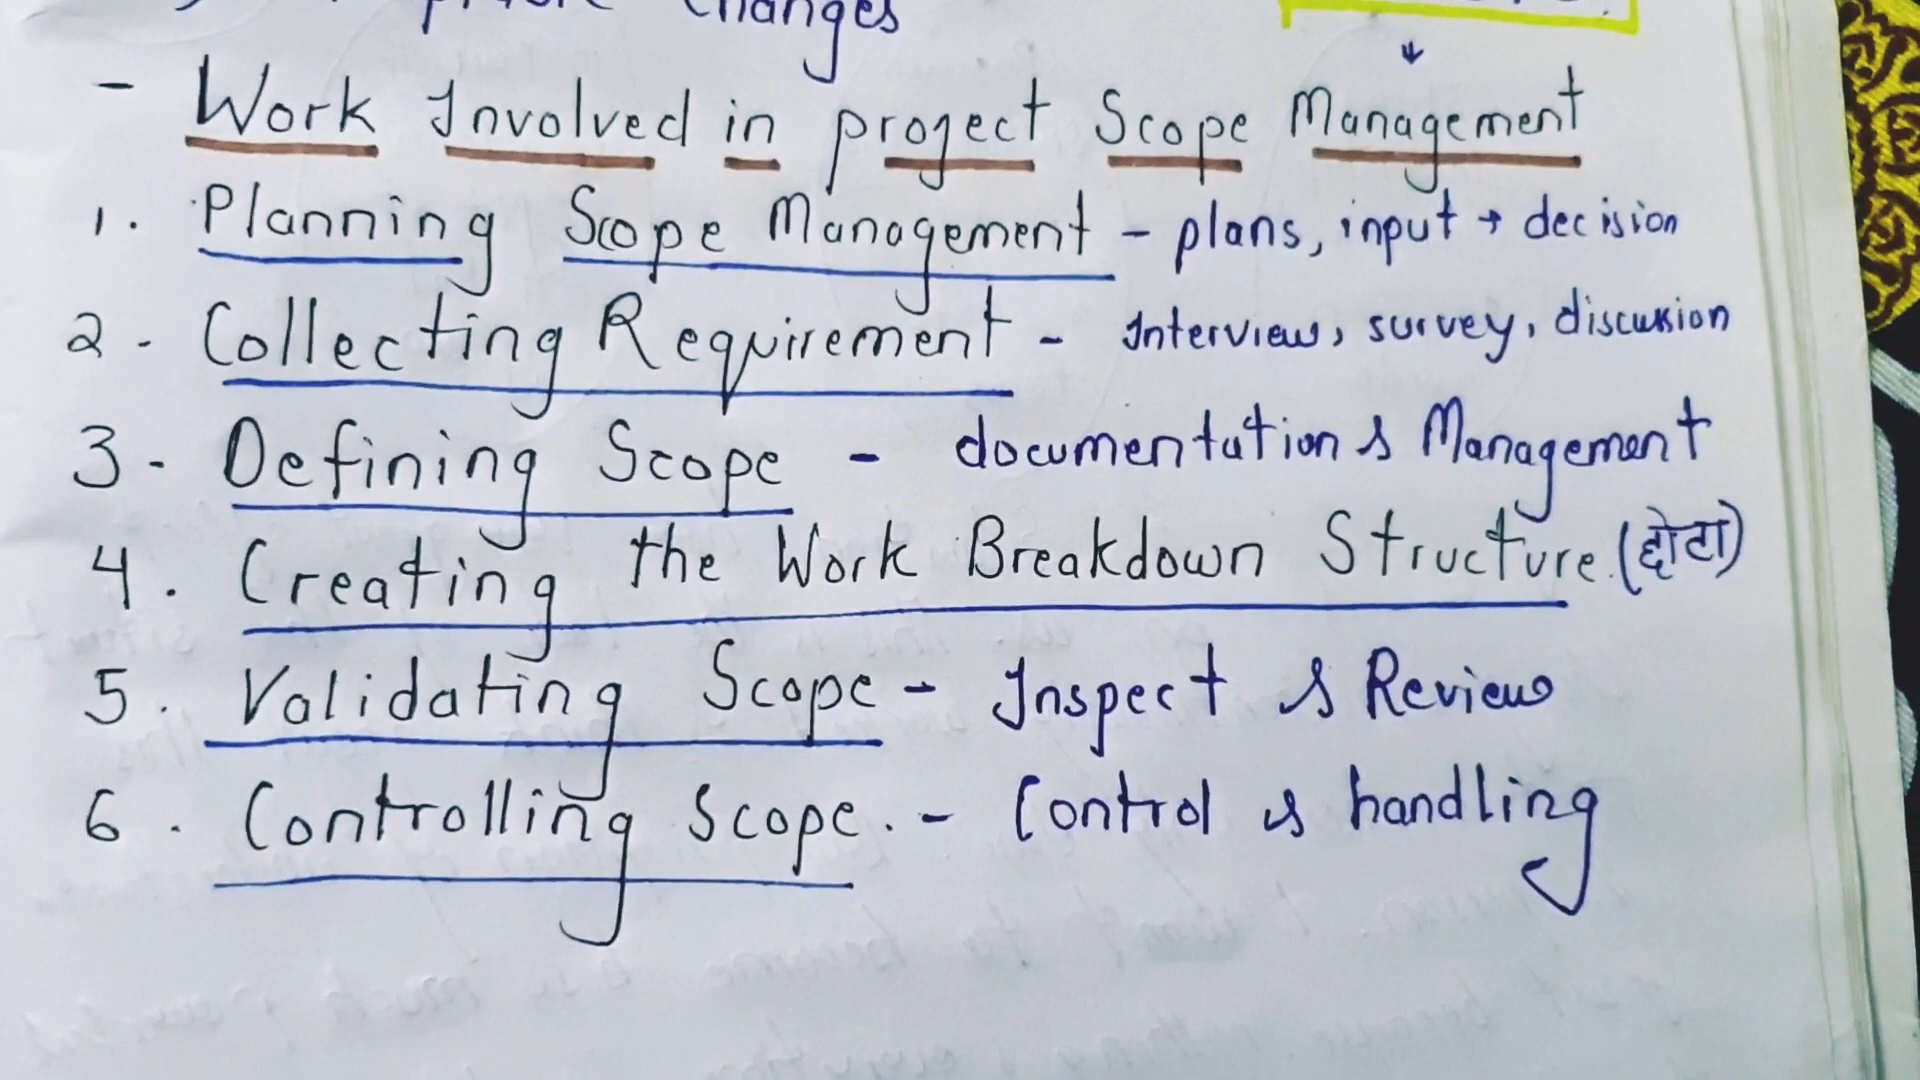 changes
- Work Involved in project Scope Management
1. Planning Scope Management - plans, input → decision
2 - Collecting Requirement - Interview, survey, discussion
3 - Defining Scope - documentation & Management
4. Creating the Work Breakdown Structure. (छोटा)
5. Validating Scope - Inspect & Review
6. Controlling Scope. - Control & handling